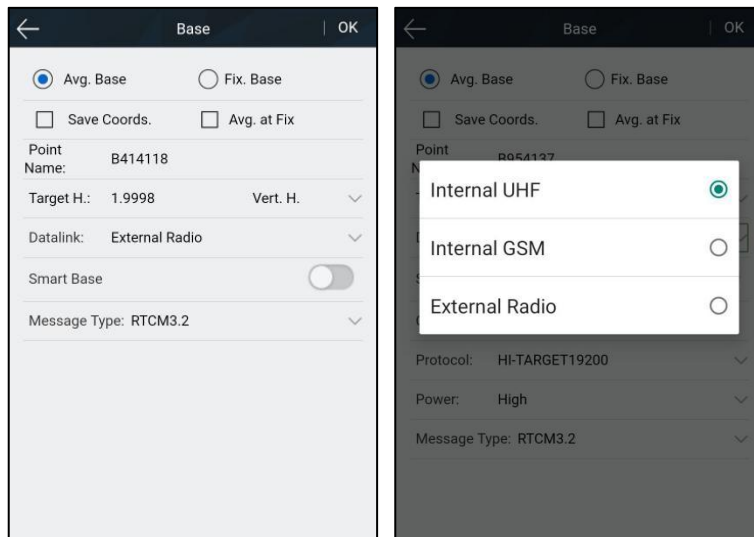 Base | OK
Avg. Base Fix. Base
Save Coords. Avg. at Fix
Point
Name: B414118
Target H.: 1.9998 Vert. H.
Datalink: External Radio
Smart Base
Message Type: RTCM3.2
Base | OK
Avg. Base Fix. Base
Save Coords. Avg. at Fix
Point
B954137
Internal UHF
Internal GSM
External Radio
Protocol: HI-TARGET19200
Power: High
Message Type: RTCM3.2